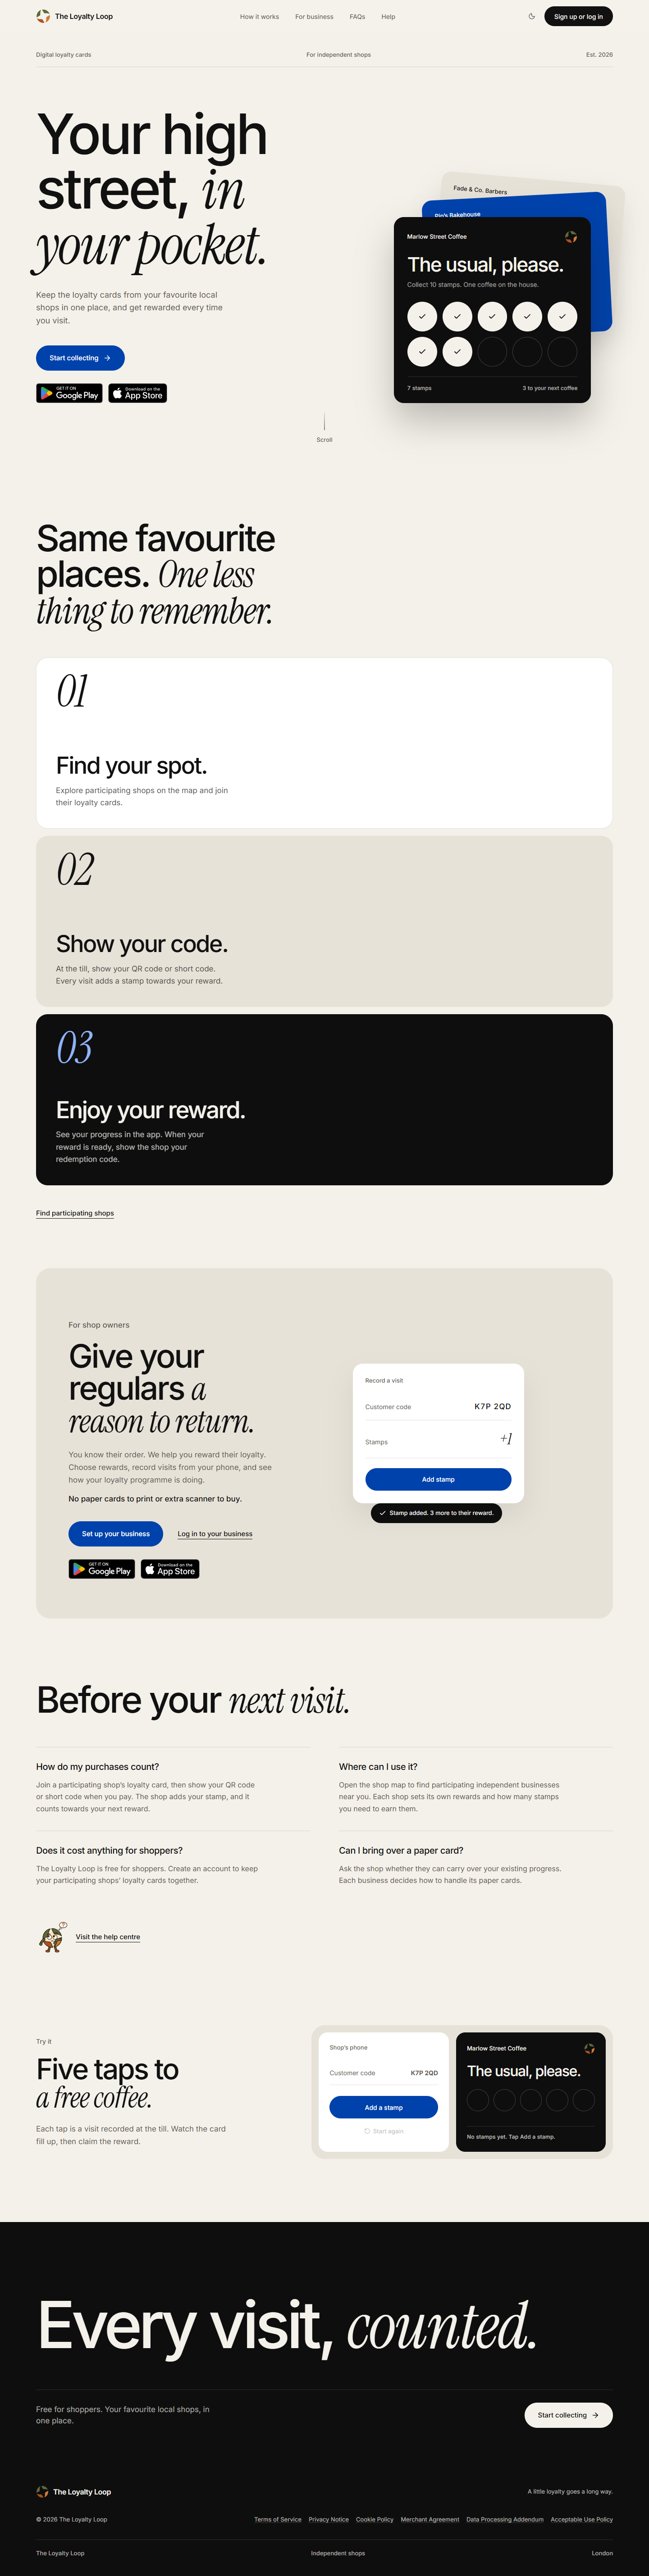 The Loyalty Loop
How it works
For business
FAQs
Help
Sign up or log in
Digital loyalty cards
For independent shops
Est. 2026
Your high
street, in
your pocket.
Keep the loyalty cards from your favourite local
shops in one place, and get rewarded every time
you visit.
Start collecting
GET IT ON
Google Play
Download on the
App Store
Fade & Co. Barbers
Marlow Street Coffee
The usual, please.
Collect 10 stamps. One coffee on the house.
7 stamps
3 to your next coffee
Scroll
Same favourite
places. One less
thing to remember.
01
Find your spot.
Explore participating shops on the map and join
their loyalty cards.
02
Show your code.
At the till, show your QR code or short code.
Every visit adds a stamp towards your reward.
03
Enjoy your reward.
See your progress in the app. When your
reward is ready, show the shop your
redemption code.
Find participating shops
For shop owners
Give your
regulars a
reason to return.
You know their order. We help you reward their loyalty.
Choose rewards, record visits from your phone, and see
how your loyalty programme is doing.
No paper cards to print or extra scanner to buy.
Set up your business
Log in to your business
GET IT ON
Google Play
Download on the
App Store
Record a visit
Customer code
K7P 2QD
Stamps
+1
Add stamp
Stamp added. 3 more to their reward.
Before your next visit.
How do my purchases count?
Join a participating shop's loyalty card, then show your QR code
or short code when you pay. The shop adds your stamp, and it
counts towards your next reward.
Where can I use it?
Open the shop map to find participating independent businesses
near you. Each shop sets its own rewards and how many stamps
you need to earn them.
Does it cost anything for shoppers?
The Loyalty Loop is free for shoppers. Create an account to keep
your participating shops' loyalty cards together.
Can I bring over a paper card?
Ask the shop whether they can carry over your existing progress.
Each business decides how to handle its paper cards.
Visit the help centre
Try it
Five taps to
a free coffee.
Each tap is a visit recorded at the till. Watch the card
fill up, then claim the reward.
Shop's phone
Customer code
K7P 2QD
Add a stamp
Start again
Marlow Street Coffee
The usual, please.
No stamps yet. Tap Add a stamp.
Every visit, counted.
Free for shoppers. Your favourite local shops, in
one place.
Start collecting
The Loyalty Loop
A little loyalty goes a long way.
© 2026 The Loyalty Loop
Terms of Service
Privacy Notice
Cookie Policy
Merchant Agreement
Data Processing Addendum
Acceptable Use Policy
The Loyalty Loop
Independent shops
London